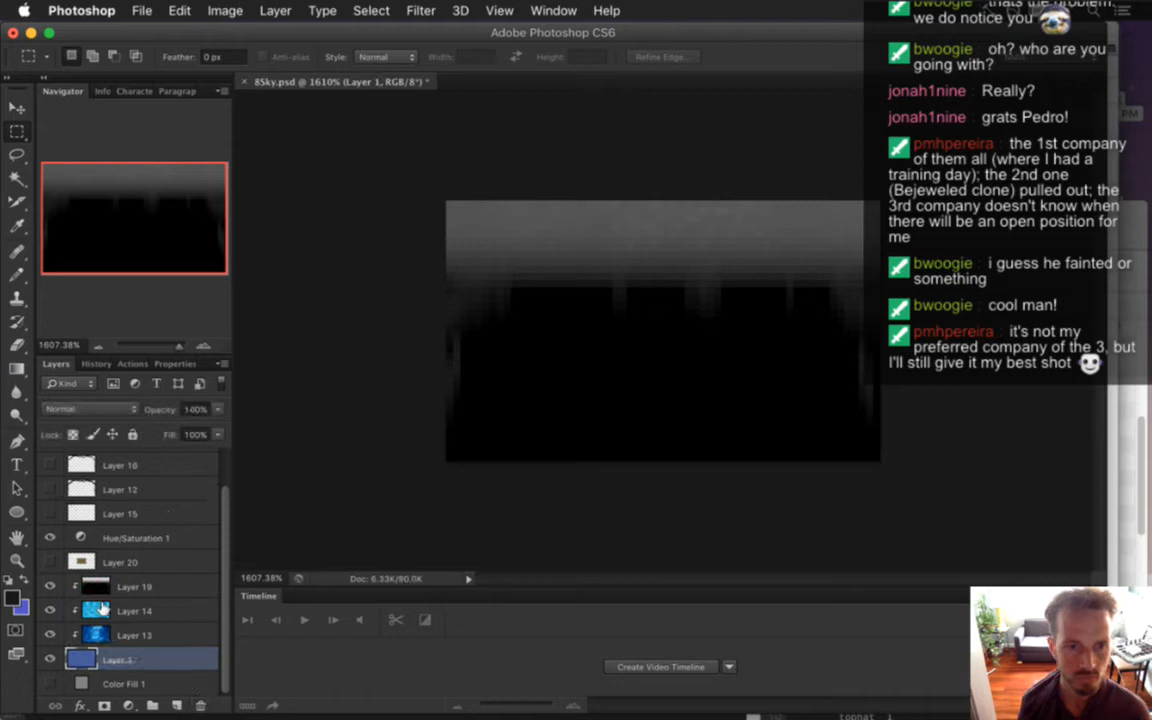 Photoshop File Edit Image Layer Type Select Filter 3D View Window Help
Adobe Photoshop CS6
Feather: 0 px Anti-alias Style: Normal Width: Height: Refine Edge...
8Sky.psd @ 1610% (Layer 1, RGB/8*) *
Navigator Info Characte Paragrap
1607.38%
Layers History Actions Properties
Kind
Normal Opacity: 100%
Lock: Fill: 100%
Layer 16
Layer 12
Layer 15
Hue/Saturation 1
Layer 20
Layer 19
Layer 14
Layer 13
Layer 1
Color Fill 1
fx
1607.38% Doc: 6.33K/90.0K
Timeline
Create Video Timeline
we do notice you
bwoogie : oh? who are you
going with?
jonah1nine : Really?
jonah1nine : grats Pedro!
pmhpereira : the 1st company
of them all (where I had a
training day); the 2nd one
(Bejeweled clone) pulled out; the
3rd company doesn't know when
there will be an open position for
me
bwoogie : i guess he fainted or
something
bwoogie : cool man!
pmhpereira : it's not my
preferred company of the 3, but
I'll still give it my best shot
PM